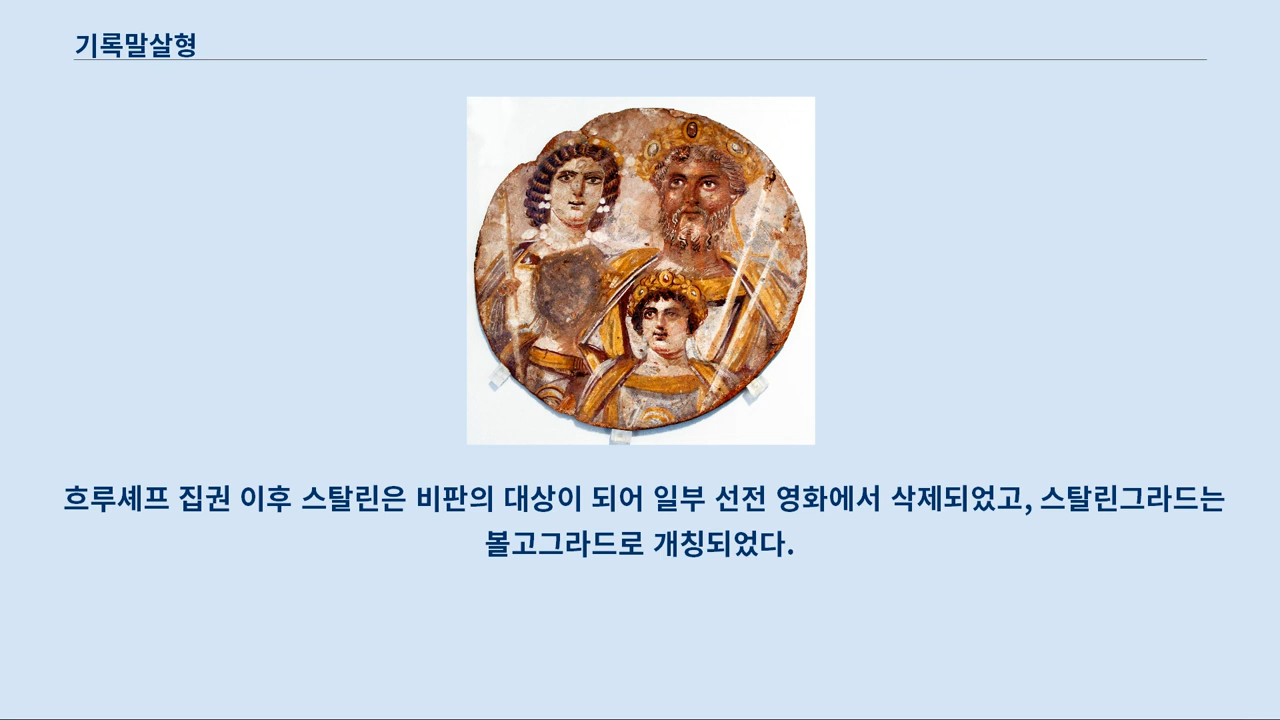 기록말살형
흐루셰프 집권 이후 스탈린은 비판의 대상이 되어 일부 선전 영화에서 삭제되었고, 스탈린그라드는
볼고그라드로 개칭되었다.